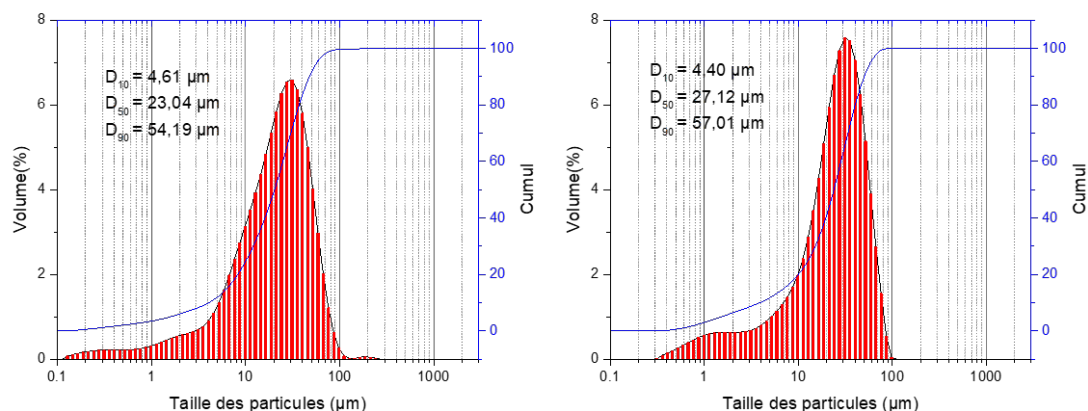 8
6
4
2
0
Volume(%)
D10 = 4,61 µm
D50 = 23,04 µm
D90 = 54,19 µm
100
80
60
40
20
0
Cumul
0.1 1 10 100 1000
Taille des particules (µm)
8
6
4
2
0
Volume(%)
D10 = 4,40 µm
D50 = 27,12 µm
D90 = 57,01 µm
100
80
60
40
20
0
Cumul
0.1 1 10 100 1000
Taille des particules (µm)